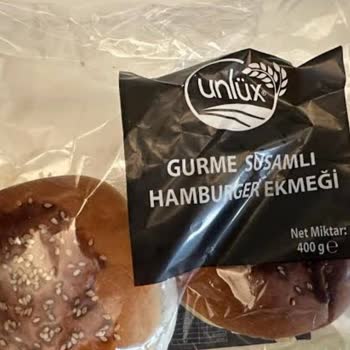 unlüx®
GURME SUSAMLI
HAMBURGER EKMEĞİ
Net Miktar:
400 g ℮